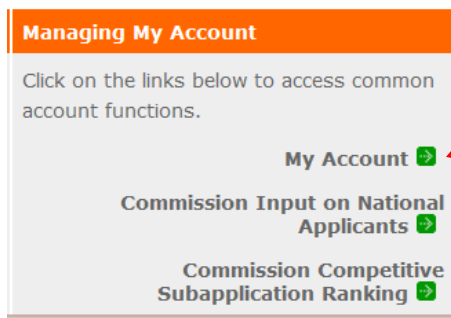 Managing My Account
Click on the links below to access common
account functions.
My Account
Commission Input on National
Applicants
Commission Competitive
Subapplication Ranking